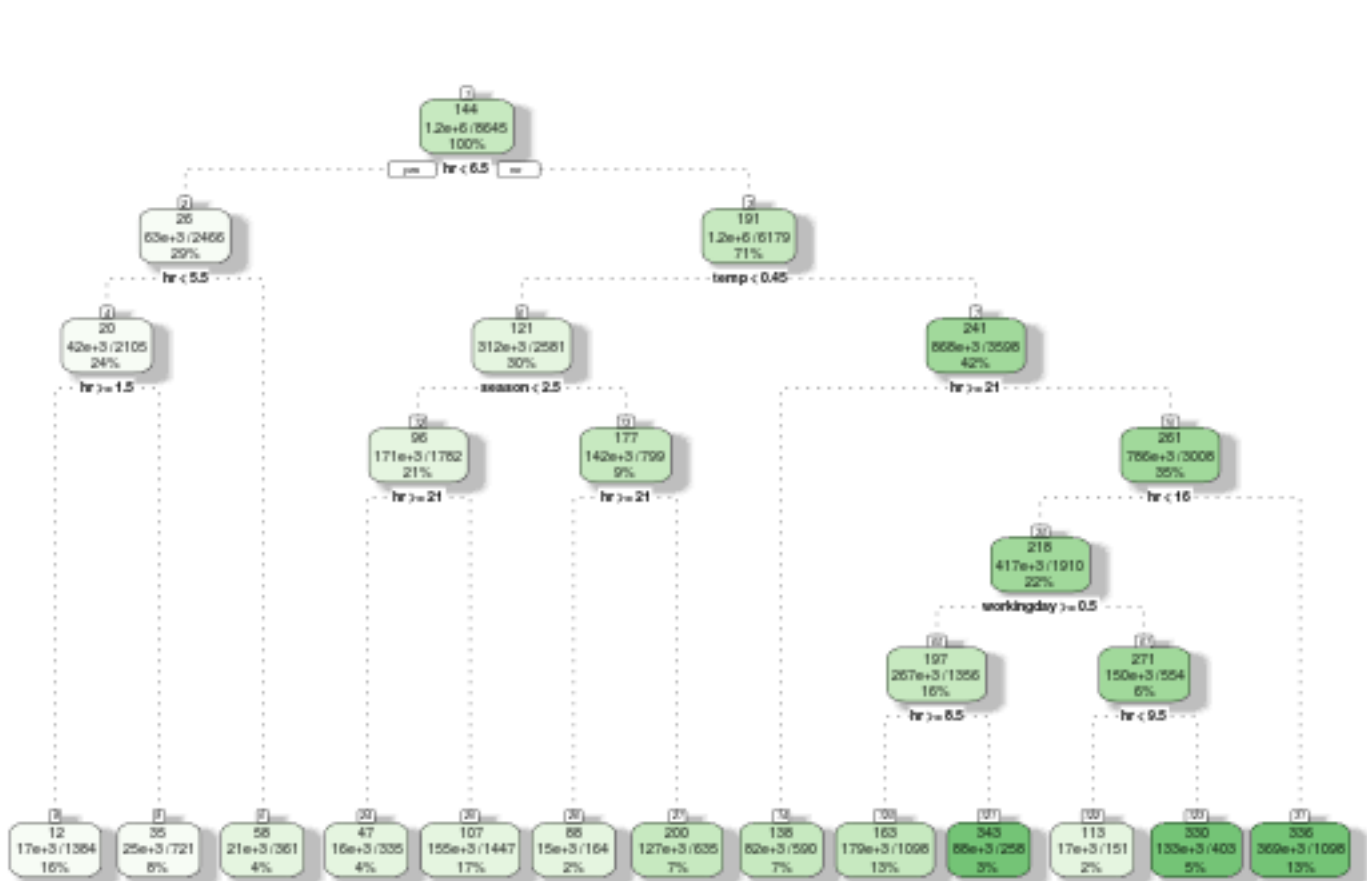 1
144
1.2e+6 / 8645
100%
yes hr < 6.5 no
2
26
63e+3 / 2466
29%
3
191
1.2e+6 / 6179
71%
hr < 5.5
temp < 0.45
4
20
42e+3 / 2105
24%
6
121
312e+3 / 2581
30%
7
241
868e+3 / 3598
42%
hr >= 1.5
season < 2.5
hr >= 21
12
96
171e+3 / 1782
21%
13
177
142e+3 / 799
9%
15
261
786e+3 / 3008
35%
hr >= 21
hr >= 21
hr < 16
30
218
417e+3 / 1910
22%
workingday >= 0.5
60
197
267e+3 / 1356
16%
61
271
150e+3 / 554
6%
hr >= 8.5
hr < 9.5
12
17e+3 / 1384
16%
35
25e+3 / 721
8%
58
21e+3 / 361
4%
47
16e+3 / 335
4%
107
155e+3 / 1447
17%
88
15e+3 / 164
2%
200
127e+3 / 635
7%
138
82e+3 / 590
7%
163
179e+3 / 1098
13%
343
88e+3 / 258
3%
113
17e+3 / 151
2%
330
133e+3 / 403
5%
336
369e+3 / 1098
13%